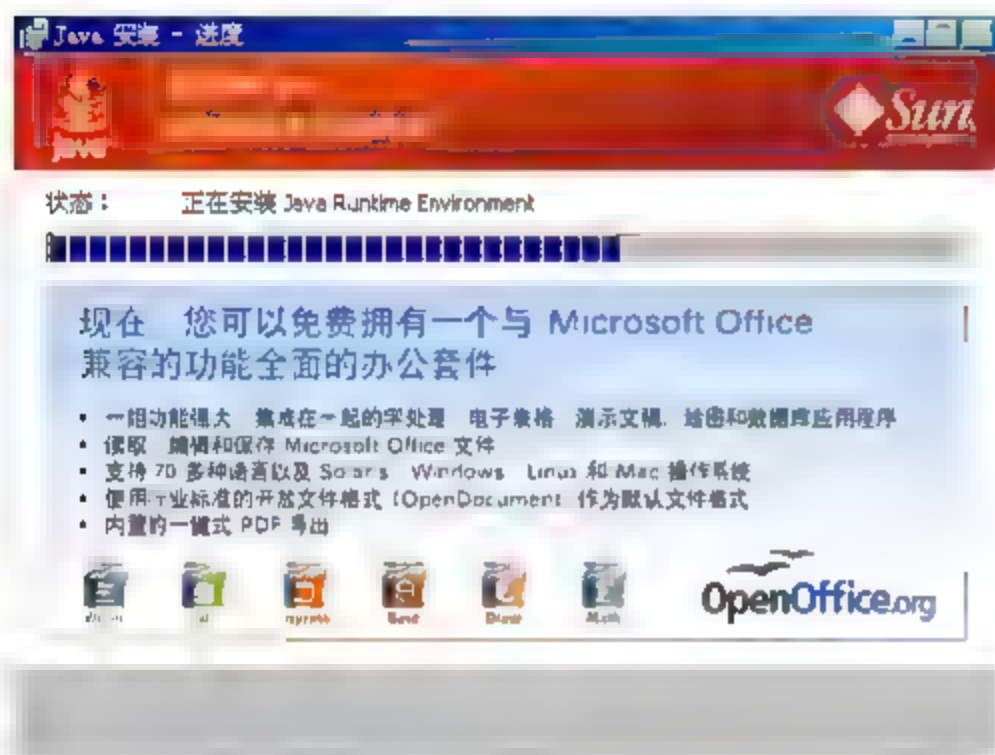 Java 安装 - 进度
Java
Sun
状态： 正在安装 Java Runtime Environment
现在 您可以免费拥有一个与 Microsoft Office
兼容的功能全面的办公套件
• 一组功能强大 集成在一起的字处理 电子表格 演示文稿, 绘图和数据库应用程序
• 读取 编辑和保存 Microsoft Office 文件
• 支持 70 多种语言以及 Solaris Windows Linux 和 Mac 操作系统
• 使用工业标准的开放文件格式 (OpenDocument) 作为默认文件格式
• 内置的一键式 PDF 导出
Impress Base Draw Math
OpenOffice.org